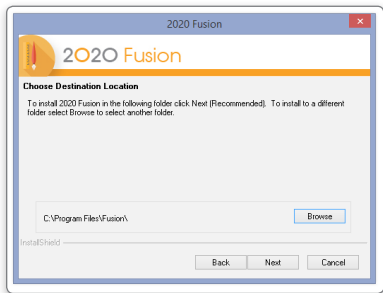 2020 Fusion
2020 Fusion
Choose Destination Location
To install 2020 Fusion in the following folder click Next (Recommended). To install to a different
folder select Browse to select another folder.
C:\Program Files\Fusion\
Browse
InstallShield
Back Next Cancel